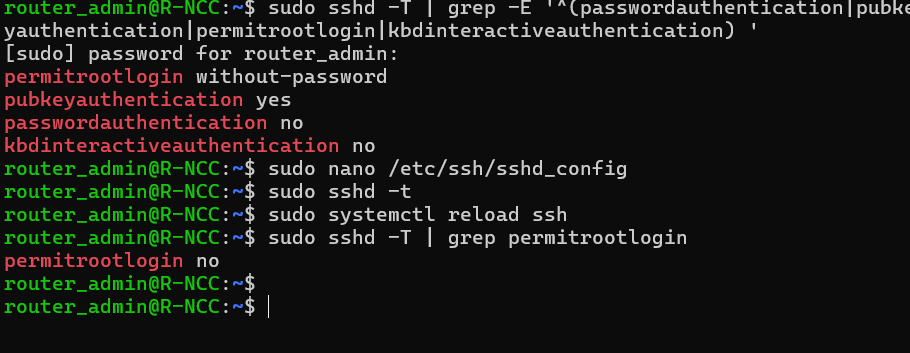 router_admin@R-NCC:~$ sudo sshd -T | grep -E '^(passwordauthentication|pubke
yauthentication|permitrootlogin|kbdinteractiveauthentication) '
[sudo] password for router_admin:
permitrootlogin without-password
pubkeyauthentication yes
passwordauthentication no
kbdinteractiveauthentication no
router_admin@R-NCC:~$ sudo nano /etc/ssh/sshd_config
router_admin@R-NCC:~$ sudo sshd -t
router_admin@R-NCC:~$ sudo systemctl reload ssh
router_admin@R-NCC:~$ sudo sshd -T | grep permitrootlogin
permitrootlogin no
router_admin@R-NCC:~$
router_admin@R-NCC:~$